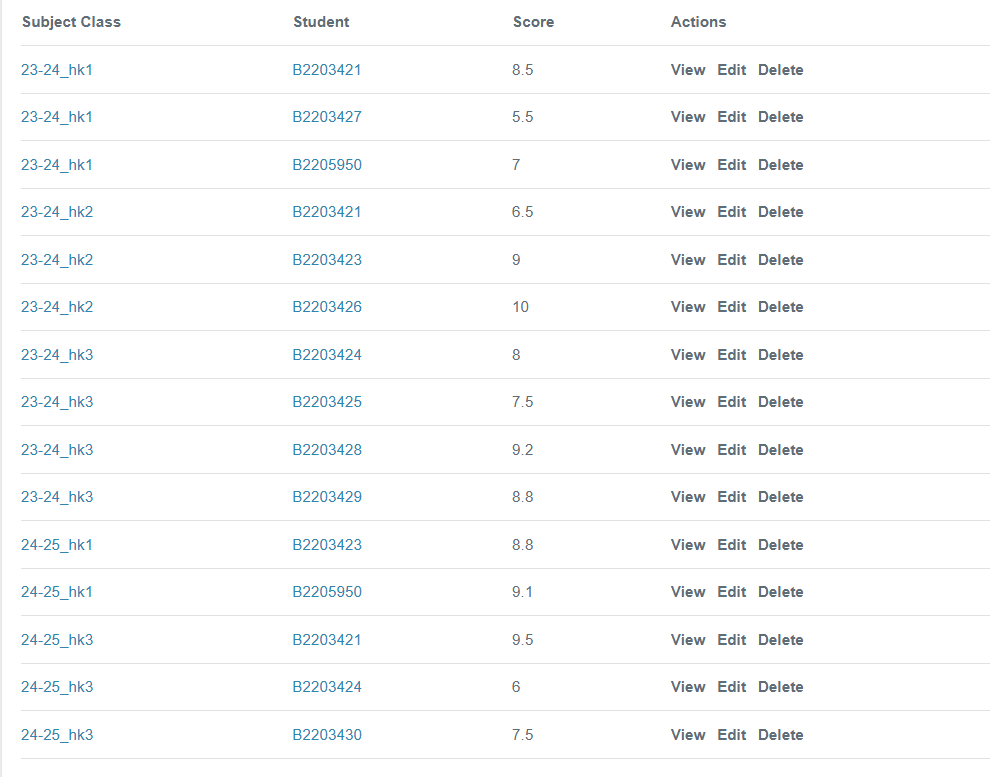 Subject Class Student Score Actions
23-24_hk1 B2203421 8.5 View Edit Delete
23-24_hk1 B2203427 5.5 View Edit Delete
23-24_hk1 B2205950 7 View Edit Delete
23-24_hk2 B2203421 6.5 View Edit Delete
23-24_hk2 B2203423 9 View Edit Delete
23-24_hk2 B2203426 10 View Edit Delete
23-24_hk3 B2203424 8 View Edit Delete
23-24_hk3 B2203425 7.5 View Edit Delete
23-24_hk3 B2203428 9.2 View Edit Delete
23-24_hk3 B2203429 8.8 View Edit Delete
24-25_hk1 B2203423 8.8 View Edit Delete
24-25_hk1 B2205950 9.1 View Edit Delete
24-25_hk3 B2203421 9.5 View Edit Delete
24-25_hk3 B2203424 6 View Edit Delete
24-25_hk3 B2203430 7.5 View Edit Delete